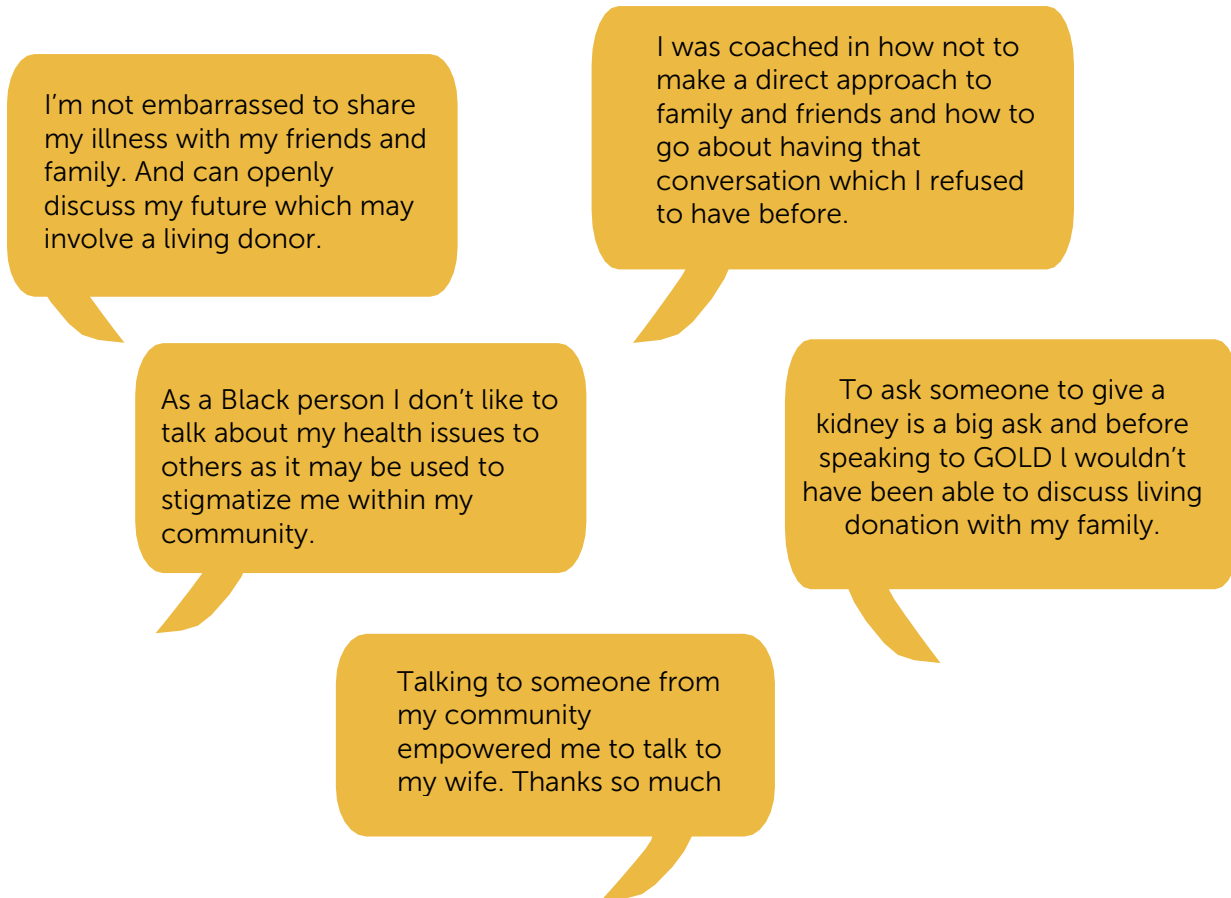 I’m not embarrassed to share
my illness with my friends and
family. And can openly
discuss my future which may
involve a living donor.
I was coached in how not to
make a direct approach to
family and friends and how to
go about having that
conversation which I refused
to have before.
As a Black person I don’t like to
talk about my health issues to
others as it may be used to
stigmatize me within my
community.
To ask someone to give a
kidney is a big ask and before
speaking to GOLD l wouldn’t
have been able to discuss living
donation with my family.
Talking to someone from
my community
empowered me to talk to
my wife. Thanks so much